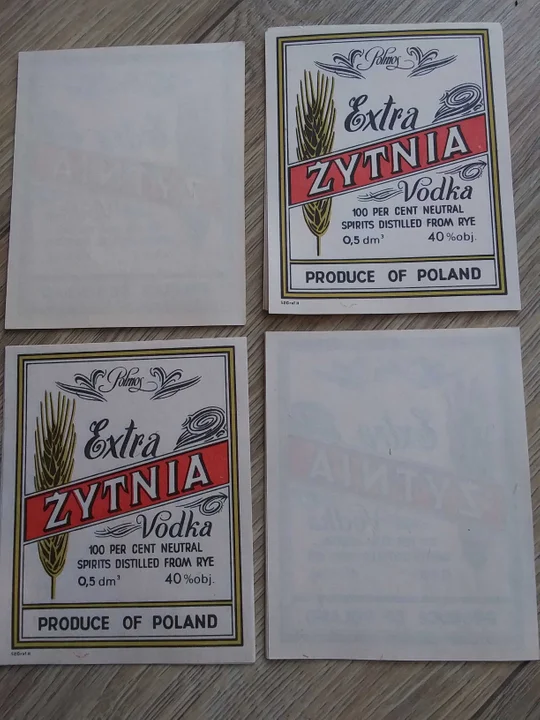 Polmos
Extra
ŻYTNIA
Vodka
100 PER CENT NEUTRAL
SPIRITS DISTILLED FROM RYE
0,5 dm³ 40%obj.
PRODUCE OF POLAND
Polmos
Extra
ŻYTNIA
Vodka
100 PER CENT NEUTRAL
SPIRITS DISTILLED FROM RYE
0,5 dm³ 40%obj.
PRODUCE OF POLAND